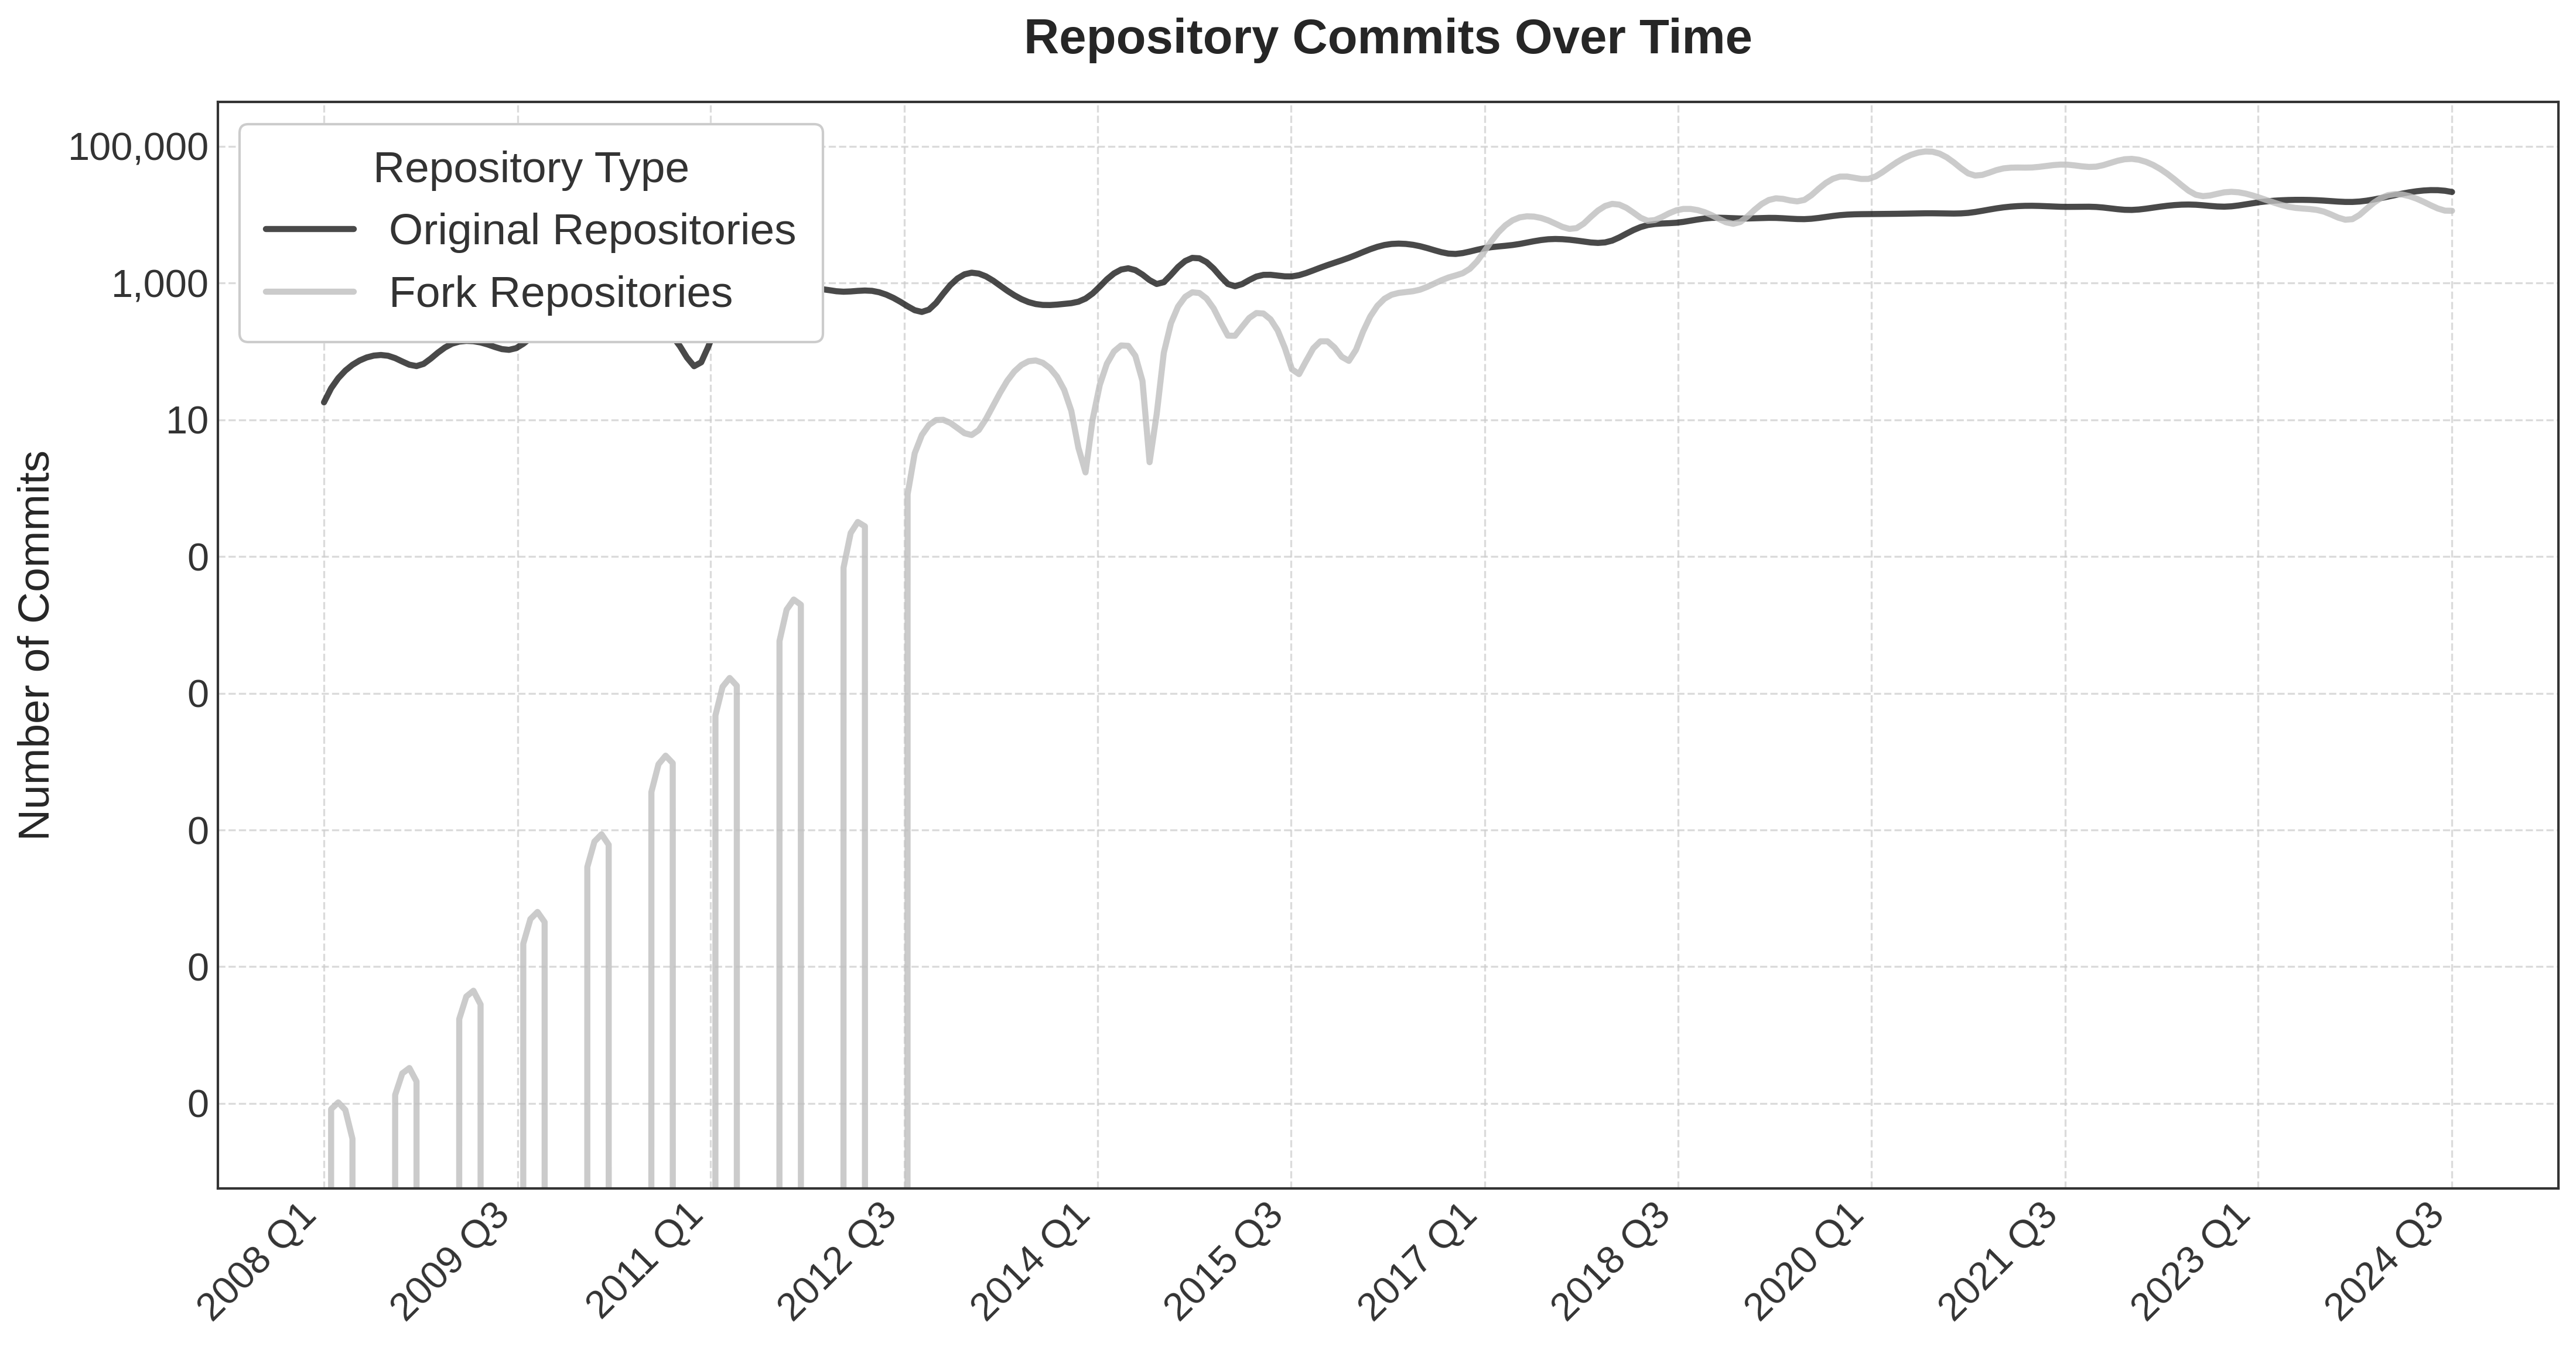 Repository Commits Over Time
Repository Type
Original Repositories
Fork Repositories
Number of Commits
100,000
1,000
10
0
0
0
0
0
2008 Q1
2009 Q3
2011 Q1
2012 Q3
2014 Q1
2015 Q3
2017 Q1
2018 Q3
2020 Q1
2021 Q3
2023 Q1
2024 Q3